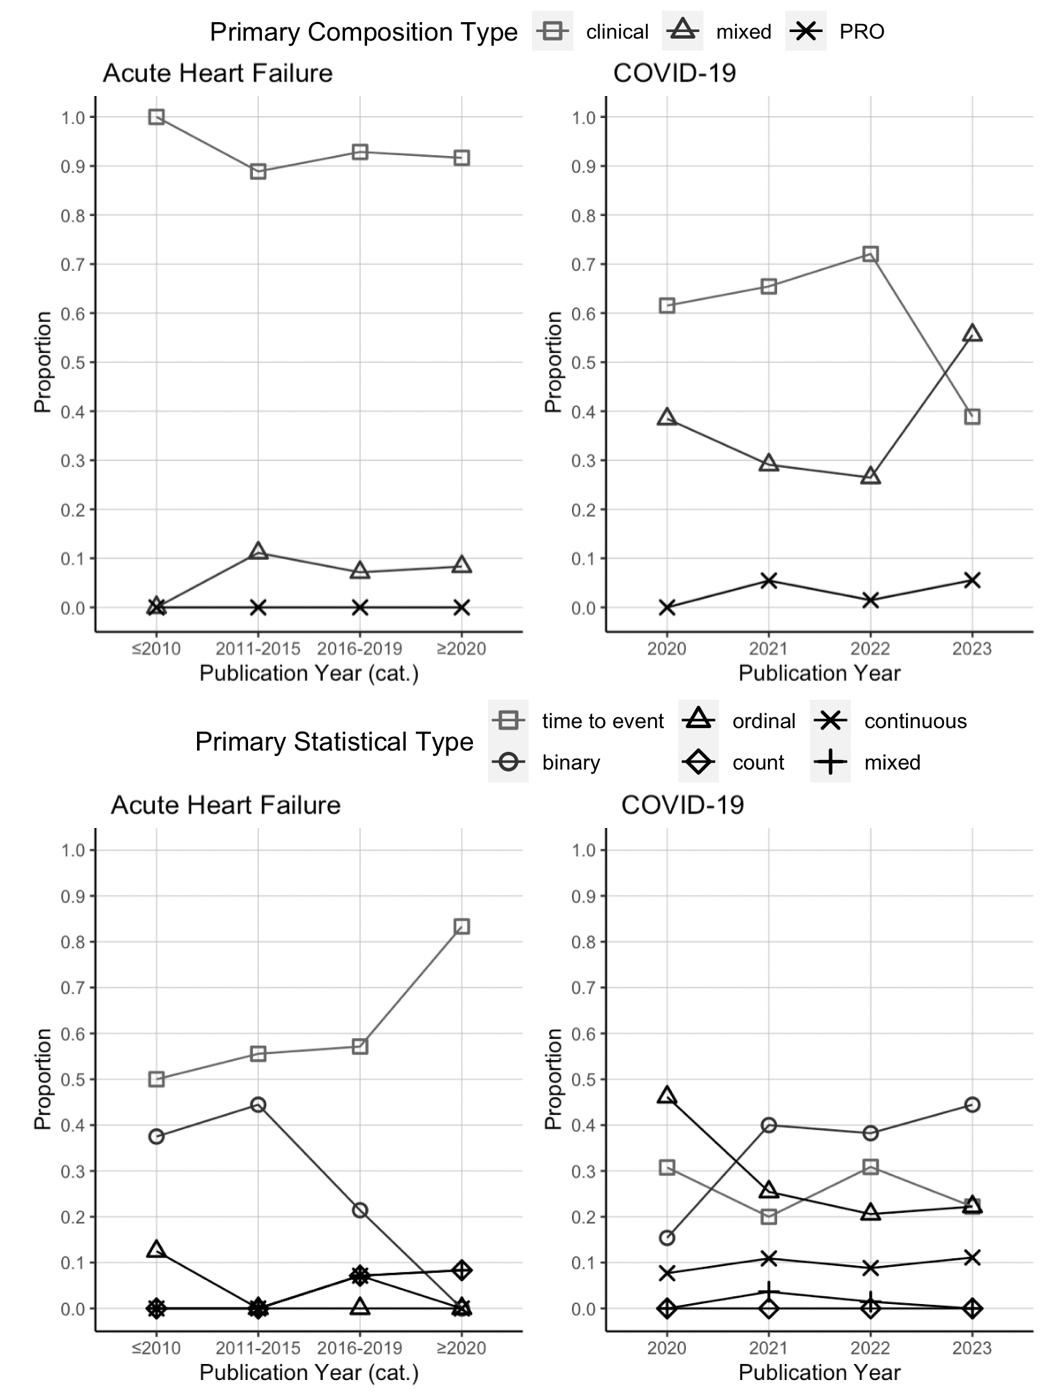 Primary Composition Type clinical mixed PRO
Acute Heart Failure COVID-19
1.0 1.0
0.9 0.9
0.8 0.8
0.7 0.7
0.6 0.6
0.5 0.5
0.4 0.4
0.3 0.3
0.2 0.2
0.1 0.1
0.0 0.0
Proportion Proportion
≤2010 2011-2015 2016-2019 ≥2020 2020 2021 2022 2023
Publication Year (cat.) Publication Year
Primary Statistical Type
time to event ordinal continuous
binary count mixed
Acute Heart Failure COVID-19
1.0 1.0
0.9 0.9
0.8 0.8
0.7 0.7
0.6 0.6
0.5 0.5
0.4 0.4
0.3 0.3
0.2 0.2
0.1 0.1
0.0 0.0
Proportion Proportion
≤2010 2011-2015 2016-2019 ≥2020 2020 2021 2022 2023
Publication Year (cat.) Publication Year